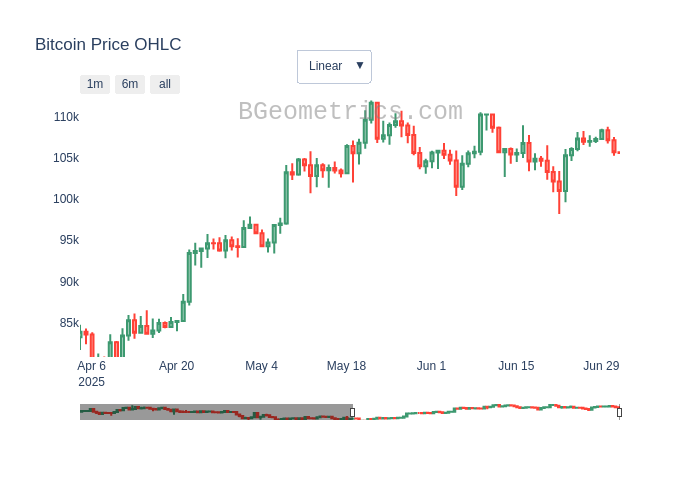 Bitcoin Price OHLC
Linear ▼
1m 6m all
BGeometrics.com
110k
105k
100k
95k
90k
85k
Apr 6 Apr 20 May 4 May 18 Jun 1 Jun 15 Jun 29
2025